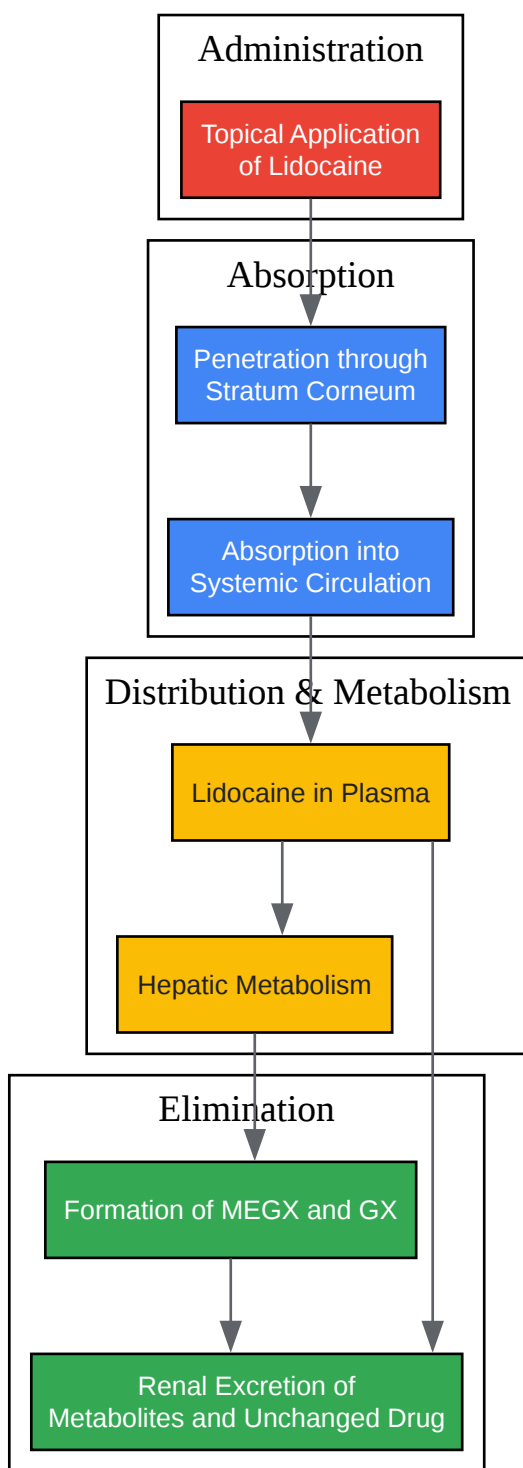 Administration
Topical Application
of Lidocaine
Absorption
Penetration through
Stratum Corneum
Absorption into
Systemic Circulation
Distribution & Metabolism
Lidocaine in Plasma
Hepatic Metabolism
Elimination
Formation of MEGX and GX
Renal Excretion of
Metabolites and Unchanged Drug